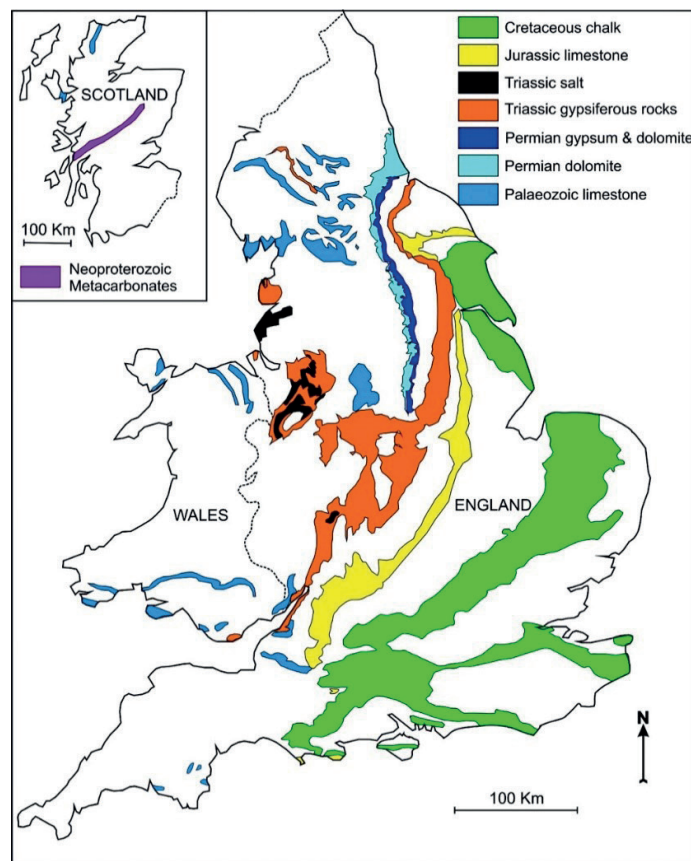 SCOTLAND
100 Km
Neoproterozoic
Metacarbonates
Cretaceous chalk
Jurassic limestone
Triassic salt
Triassic gypsiferous rocks
Permian gypsum & dolomite
Permian dolomite
Palaeozoic limestone
WALES
ENGLAND
N
100 Km